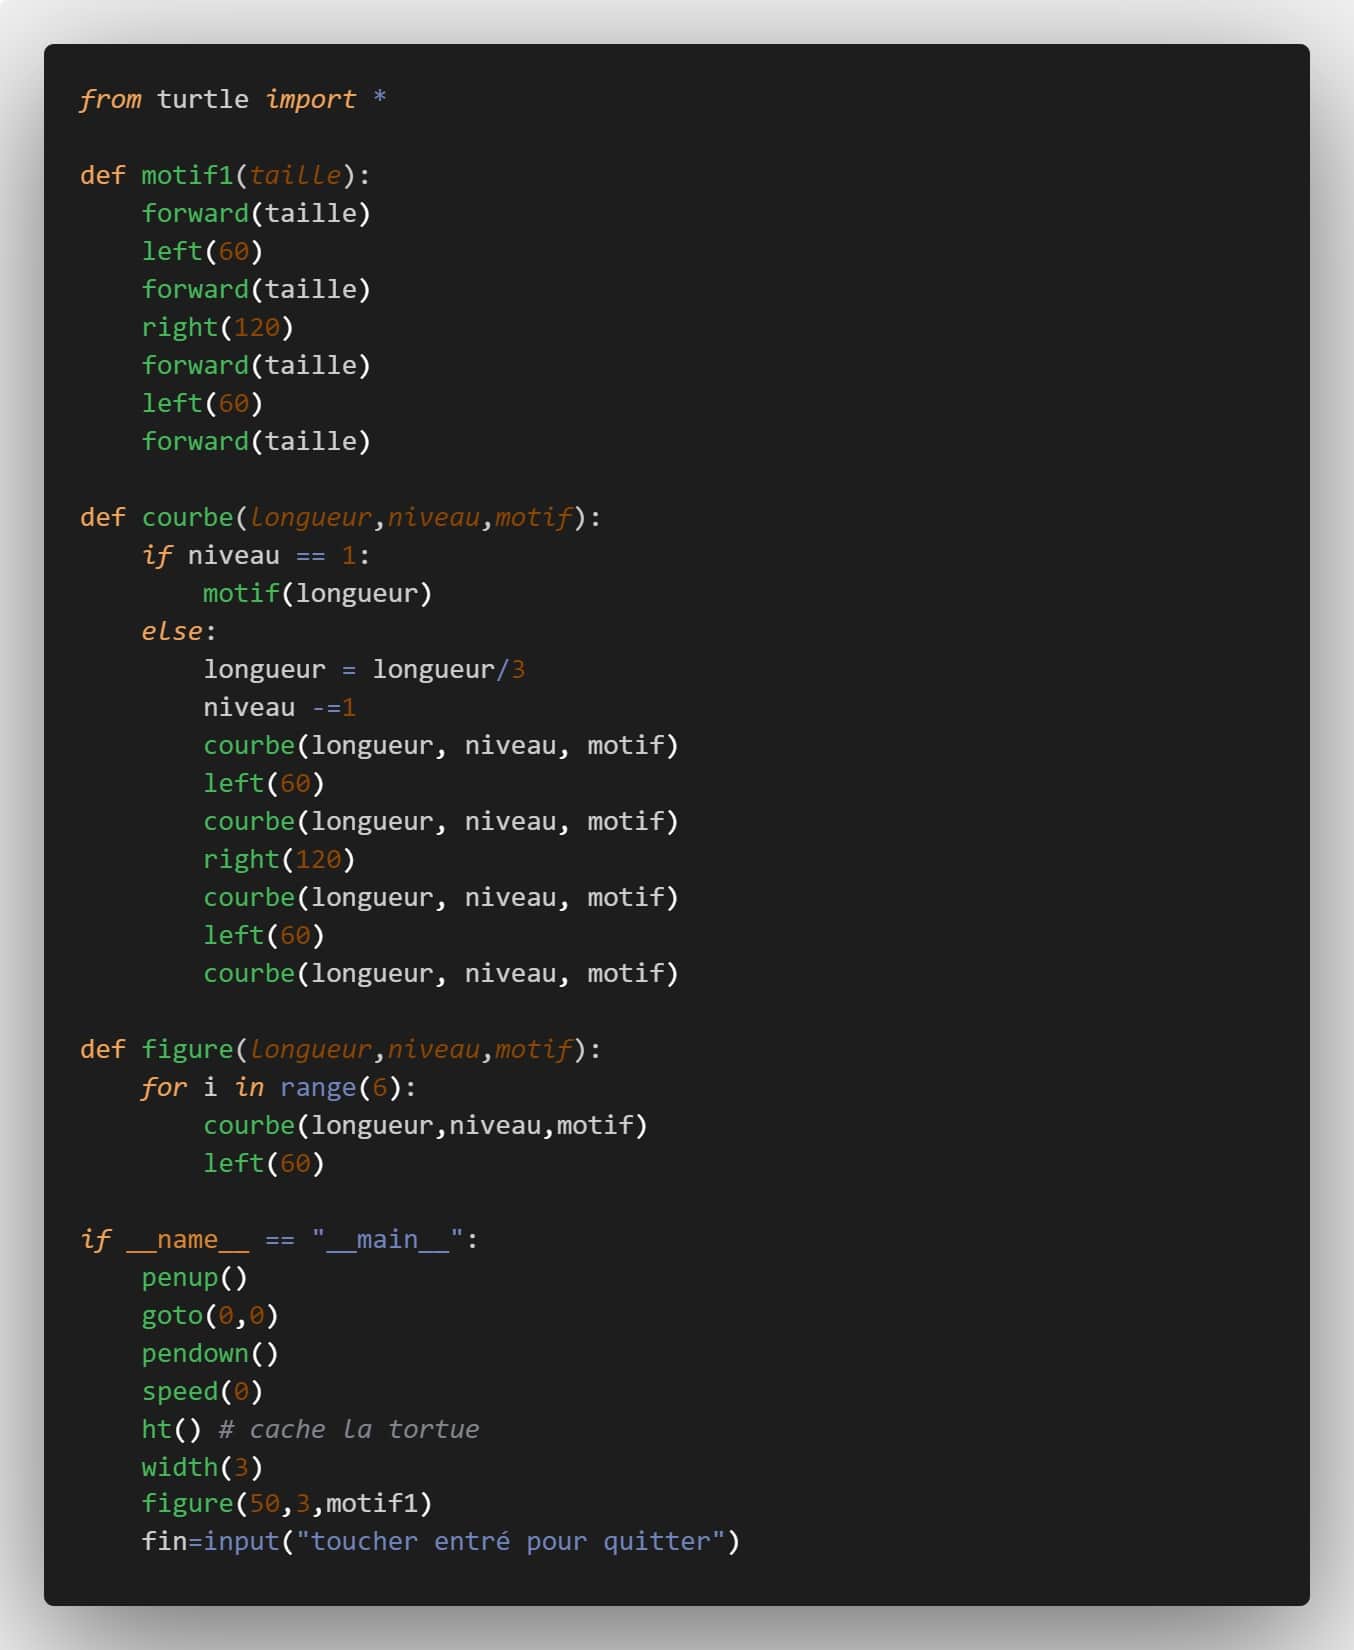 from turtle import *
def motif1(taille):
    forward(taille)
    left(60)
    forward(taille)
    right(120)
    forward(taille)
    left(60)
    forward(taille)
def courbe(longueur,niveau,motif):
    if niveau == 1:
        motif(longueur)
    else:
        longueur = longueur/3
        niveau -=1
        courbe(longueur, niveau, motif)
        left(60)
        courbe(longueur, niveau, motif)
        right(120)
        courbe(longueur, niveau, motif)
        left(60)
        courbe(longueur, niveau, motif)
def figure(longueur,niveau,motif):
    for i in range(6):
        courbe(longueur,niveau,motif)
        left(60)
if __name__ == "__main__":
    penup()
    goto(0,0)
    pendown()
    speed(0)
    ht() # cache la tortue
    width(3)
    figure(50,3,motif1)
    fin=input("toucher entré pour quitter")